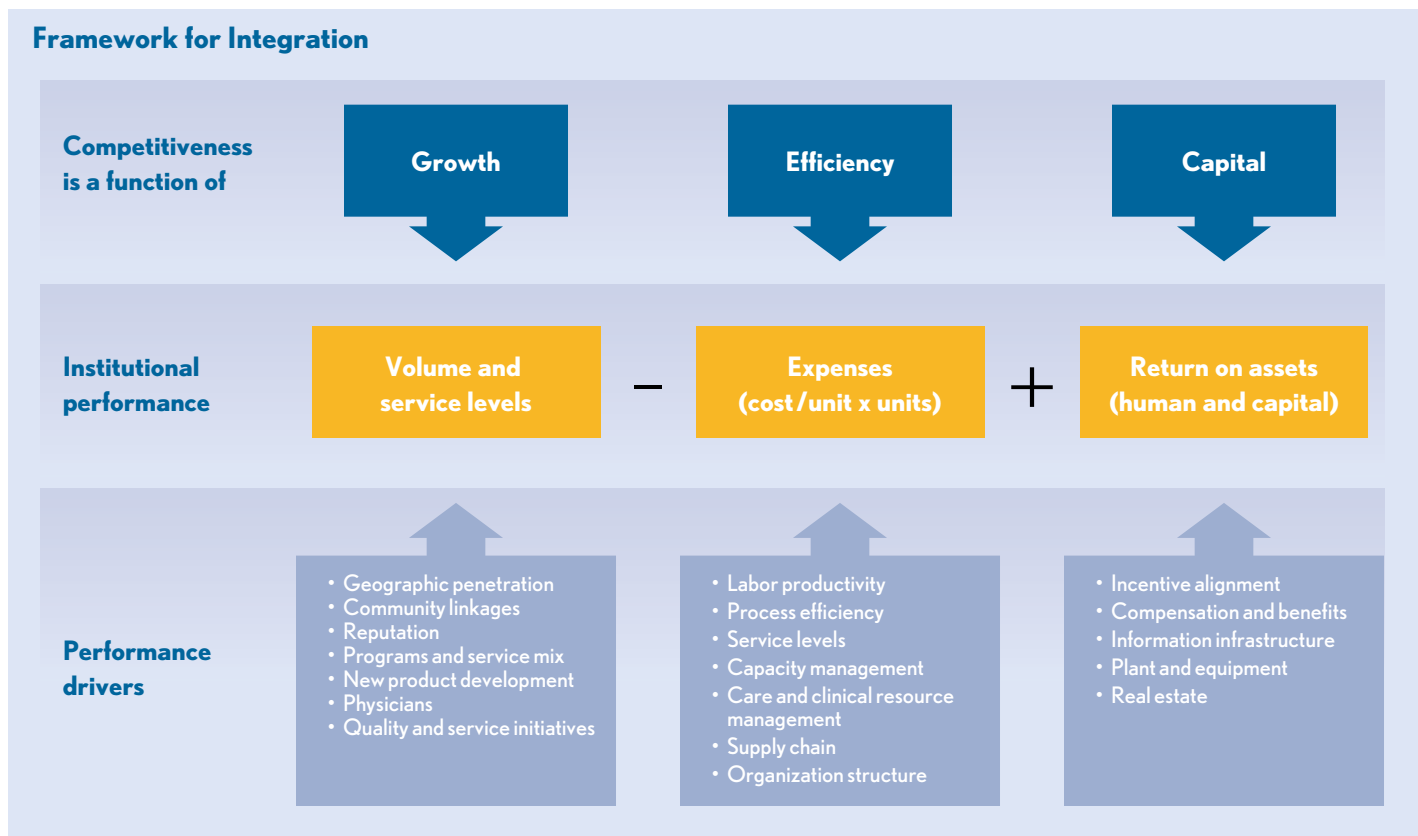 Framework for Integration
Competitiveness
is a function of
Growth
Efficiency
Capital
Institutional
performance
Volume and
service levels
–
Expenses
(cost/unit x units)
+
Return on assets
(human and capital)
Performance
drivers
• Geographic penetration
• Community linkages
• Reputation
• Programs and service mix
• New product development
• Physicians
• Quality and service initiatives
• Labor productivity
• Process efficiency
• Service levels
• Capacity management
• Care and clinical resource
management
• Supply chain
• Organization structure
• Incentive alignment
• Compensation and benefits
• Information infrastructure
• Plant and equipment
• Real estate